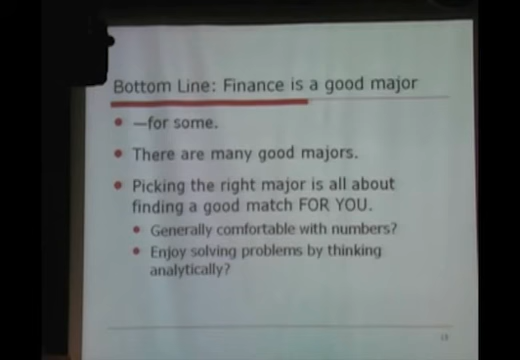 Bottom Line: Finance is a good major
—for some.
There are many good majors.
Picking the right major is all about
finding a good match FOR YOU.
Generally comfortable with numbers?
Enjoy solving problems by thinking
analytically?